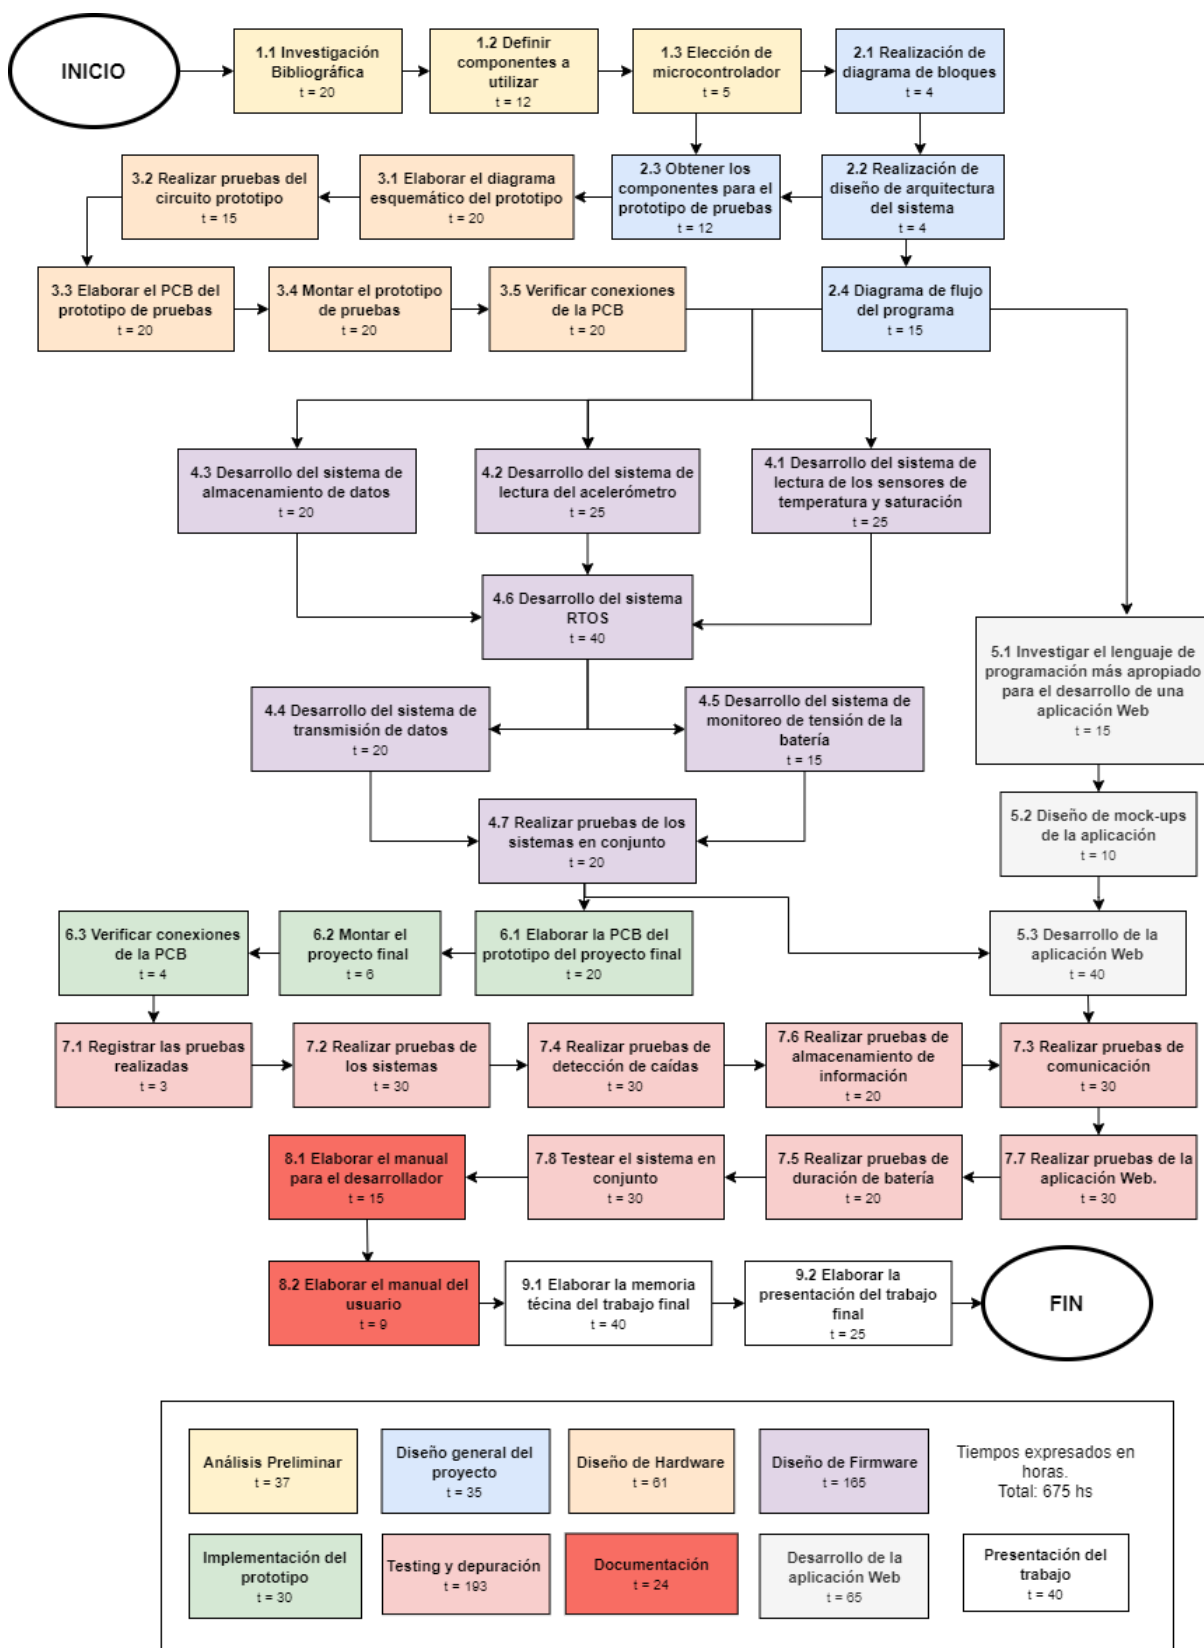 INICIO
1.1 Investigación
Bibliográfica
t = 20
1.2 Definir
componentes a
utilizar
t = 12
1.3 Elección de
microcontrolador
t = 5
2.1 Realización de
diagrama de bloques
t = 4
3.2 Realizar pruebas del
circuito prototipo
t = 15
3.1 Elaborar el diagrama
esquemático del prototipo
t = 20
2.3 Obtener los
componentes para el
prototipo de pruebas
t = 12
2.2 Realización de
diseño de arquitectura
del sistema
t = 4
3.3 Elaborar el PCB del
prototipo de pruebas
t = 20
3.4 Montar el prototipo
de pruebas
t = 20
3.5 Verificar conexiones
de la PCB
t = 20
2.4 Diagrama de flujo
del programa
t = 15
4.3 Desarrollo del sistema de
almacenamiento de datos
t = 20
4.2 Desarrollo del sistema de
lectura del acelerómetro
t = 25
4.1 Desarrollo del sistema de
lectura de los sensores de
temperatura y saturación
t = 25
4.6 Desarrollo del sistema
RTOS
t = 40
5.1 Investigar el lenguaje de
programación más apropiado
para el desarrollo de una
aplicación Web
t = 15
4.4 Desarrollo del sistema de
transmisión de datos
t = 20
4.5 Desarrollo del sistema de
monitoreo de tensión de la
batería
t = 15
4.7 Realizar pruebas de los
sistemas en conjunto
t = 20
5.2 Diseño de mock-ups
de la aplicación
t = 10
6.3 Verificar conexiones
de la PCB
t = 4
6.2 Montar el
proyecto final
t = 6
6.1 Elaborar la PCB del
prototipo del proyecto final
t = 20
5.3 Desarrollo de la
aplicación Web
t = 40
7.1 Registrar las pruebas
realizadas
t = 3
7.2 Realizar pruebas de
los sistemas
t = 30
7.4 Realizar pruebas de
detección de caídas
t = 30
7.6 Realizar pruebas de
almacenamiento de
información
t = 20
7.3 Realizar pruebas de
comunicación
t = 30
8.1 Elaborar el manual
para el desarrollador
t = 15
7.8 Testear el sistema en
conjunto
t = 30
7.5 Realizar pruebas de
duración de batería
t = 20
7.7 Realizar pruebas de la
aplicación Web.
t = 30
8.2 Elaborar el manual del
usuario
t = 9
9.1 Elaborar la memoria
técina del trabajo final
t = 40
9.2 Elaborar la
presentación del trabajo
final
t = 25
FIN
Análisis Preliminar
t = 37
Diseño general del
proyecto
t = 35
Diseño de Hardware
t = 61
Diseño de Firmware
t = 165
Tiempos expresados en
horas.
Total: 675 hs
Implementación del
prototipo
t = 30
Testing y depuración
t = 193
Documentación
t = 24
Desarrollo de la
aplicación Web
t = 65
Presentación del
trabajo
t = 40